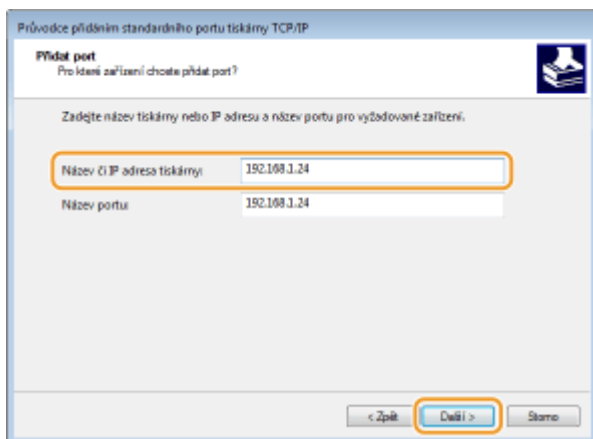 Průvodce přidáním standardního portu tiskárny TCP/IP
Přidat port
Pro které zařízení chcete přidat port?
Zadejte název tiskárny nebo IP adresu a název portu pro vyžadované zařízení.
Název či IP adresa tiskárny: 192.168.1.24
Název portu: 192.168.1.24
< Zpět Další > Storno